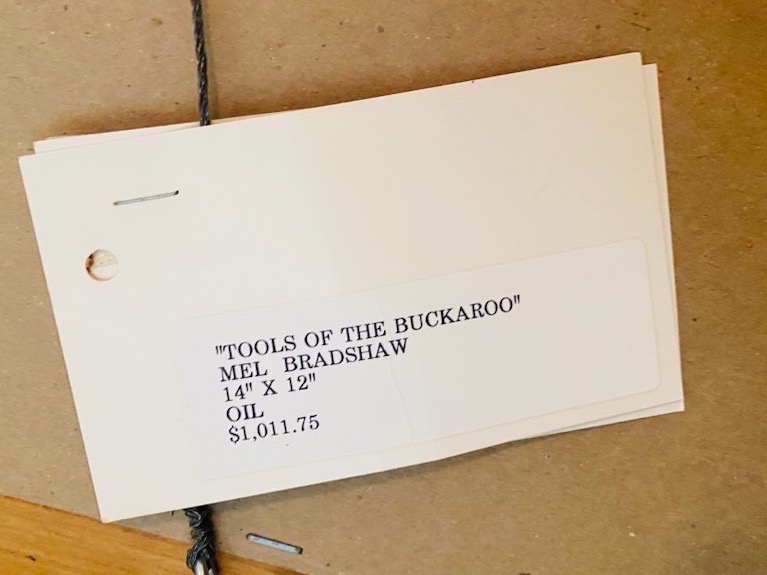 "TOOLS OF THE BUCKAROO"
MEL BRADSHAW
14" X 12"
OIL
$1,011.75